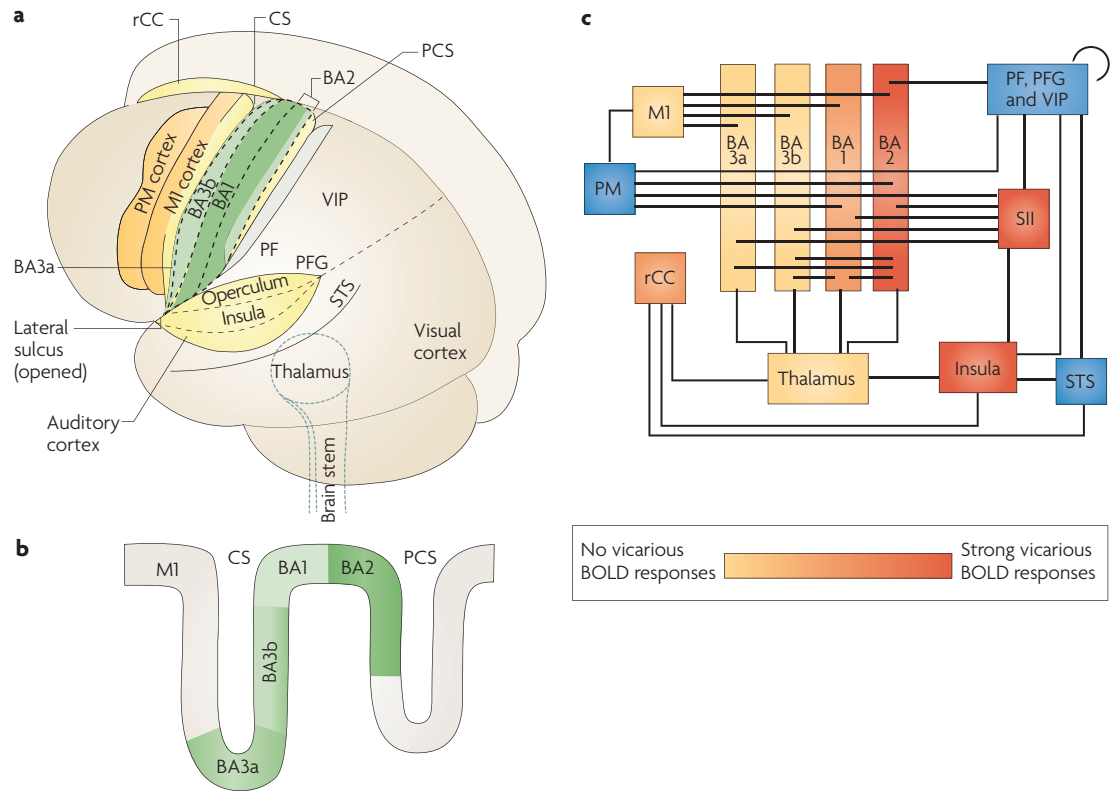 a
rCC
CS
PCS
BA2
PM cortex
M1 cortex
BA3b
BA1
VIP
PF
PFG
BA3a
Operculum
Insula
STS
Lateral
sulcus
(opened)
Visual
cortex
Thalamus
Auditory
cortex
Brain stem
b
M1
CS
BA1
BA2
PCS
BA3b
BA3a
c
M1
BA
3a
BA
3b
BA
1
BA
2
PF, PFG
and VIP
PM
SII
rCC
Thalamus
Insula
STS
No vicarious
BOLD responses
Strong vicarious
BOLD responses